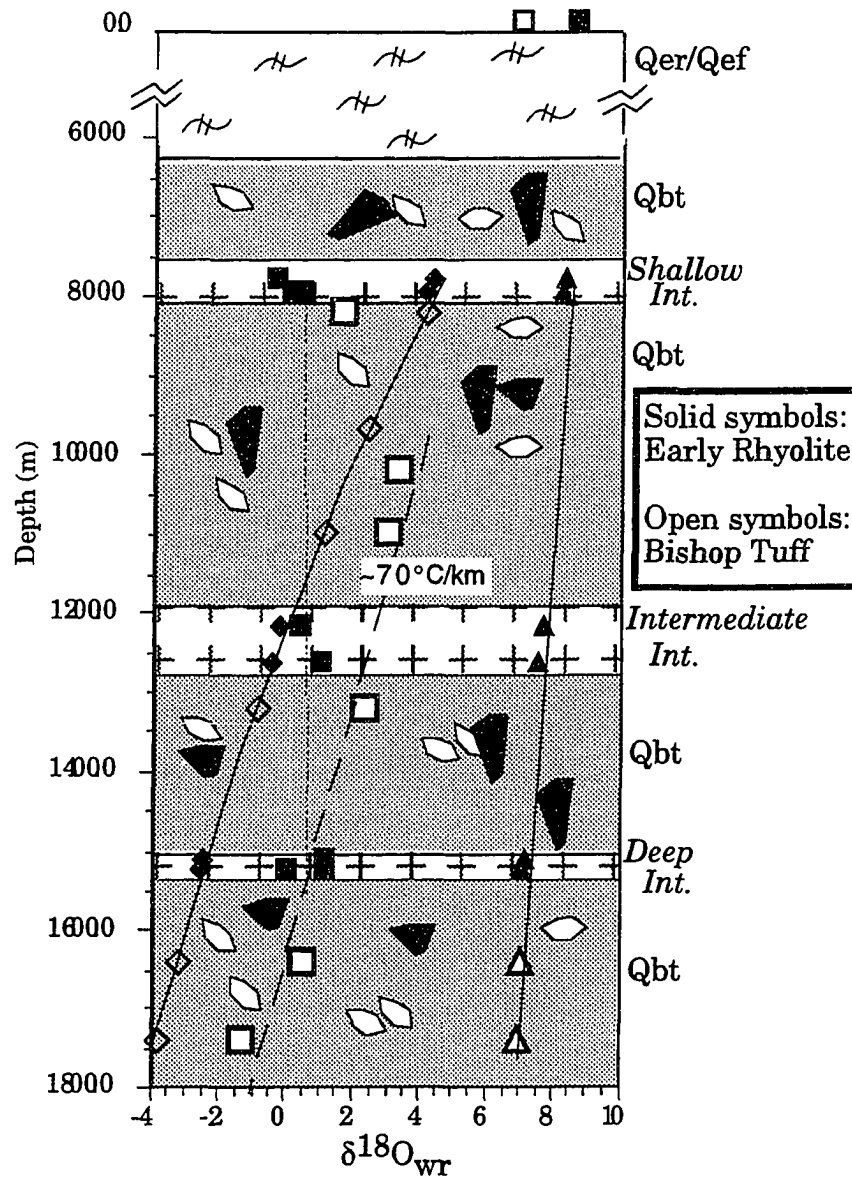 00
Qer/Qef
6000
Qbt
Shallow
Int.
8000
Qbt
Solid symbols:
Early Rhyolite
Open symbols:
Bishop Tuff
10000
Depth (m)
~70°C/km
12000
Intermediate
Int.
Qbt
14000
Deep
Int.
16000
Qbt
18000
-4 -2 0 2 4 6 8 10
δ18Owr